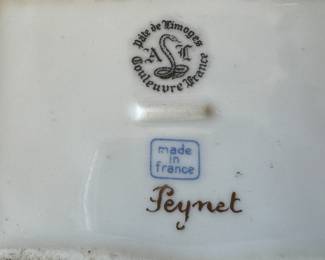 Pâte de Limoges
A L
Couleuvre France
made
in
france
Peynet